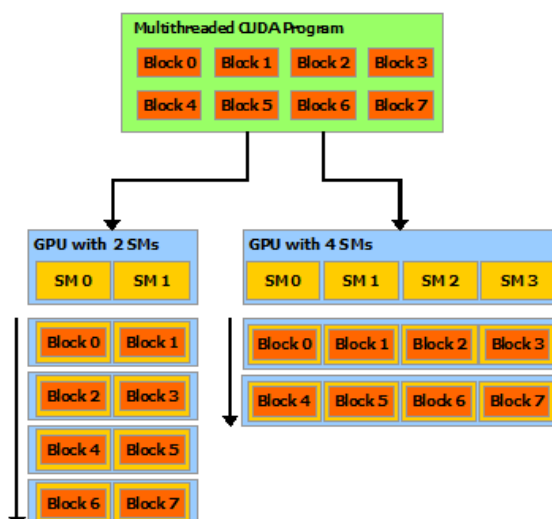 Multithreaded CUDA Program
Block 0 Block 1 Block 2 Block 3
Block 4 Block 5 Block 6 Block 7
GPU with 2 SMs
SM 0 SM 1
Block 0 Block 1
Block 2 Block 3
Block 4 Block 5
Block 6 Block 7
GPU with 4 SMs
SM 0 SM 1 SM 2 SM 3
Block 0 Block 1 Block 2 Block 3
Block 4 Block 5 Block 6 Block 7